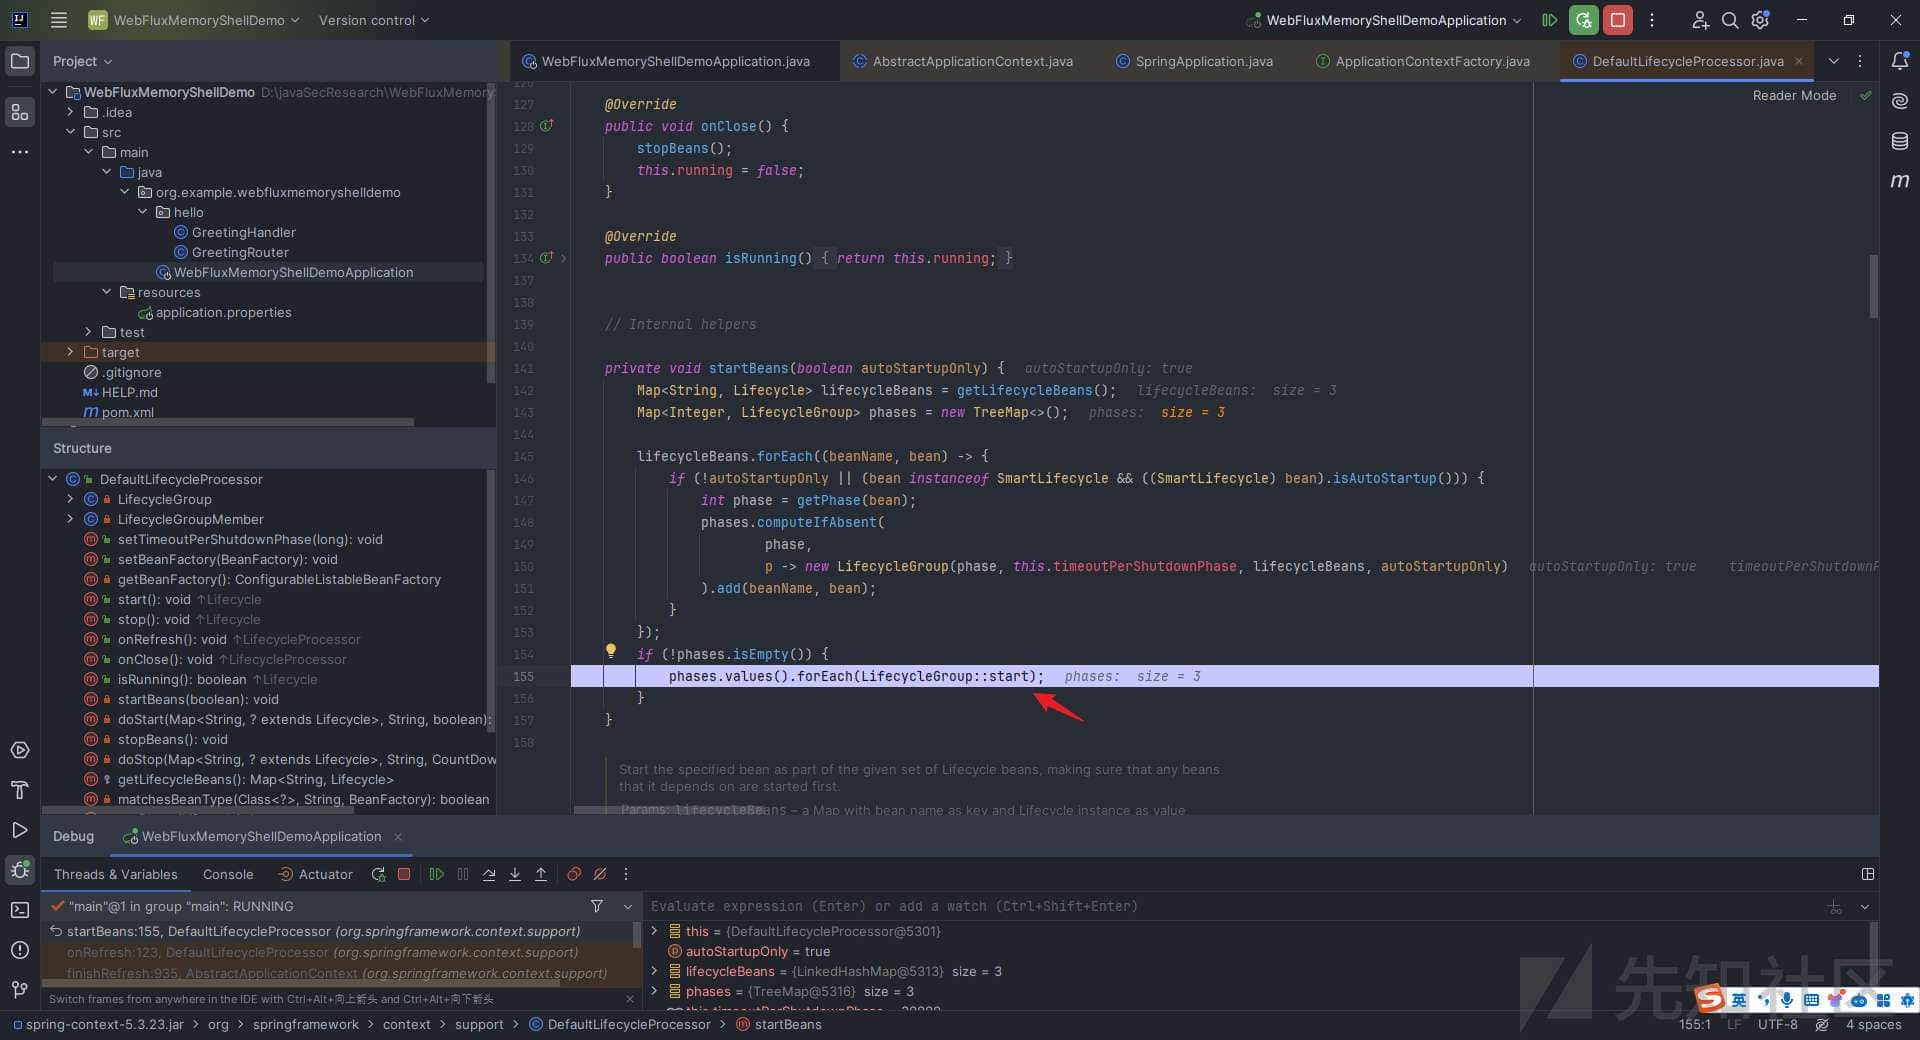 WF WebFluxMemoryShellDemo Version control WebFluxMemoryShellDemoApplication
Project
WebFluxMemoryShellDemo D:\javaSecResearch\WebFluxMemory
.idea
src
main
java
org.example.webfluxmemoryshelldemo
hello
GreetingHandler
GreetingRouter
WebFluxMemoryShellDemoApplication
resources
application.properties
test
target
.gitignore
HELP.md
pom.xml
Structure
DefaultLifecycleProcessor
LifecycleGroup
LifecycleGroupMember
setTimeoutPerShutdownPhase(long): void
setBeanFactory(BeanFactory): void
getBeanFactory(): ConfigurableListableBeanFactory
start(): void ↑Lifecycle
stop(): void ↑Lifecycle
onRefresh(): void ↑LifecycleProcessor
onClose(): void ↑LifecycleProcessor
isRunning(): boolean ↑Lifecycle
startBeans(boolean): void
doStart(Map<String, ? extends Lifecycle>, String, boolean):
stopBeans(): void
doStop(Map<String, ? extends Lifecycle>, String, CountDow
getLifecycleBeans(): Map<String, Lifecycle>
matchesBeanType(Class<?>, String, BeanFactory): boolean
WebFluxMemoryShellDemoApplication.java AbstractApplicationContext.java SpringApplication.java ApplicationContextFactory.java DefaultLifecycleProcessor.java
Reader Mode
126
127 @Override
128 public void onClose() {
129 stopBeans();
130 this.running = false;
131 }
132
133 @Override
134 public boolean isRunning() { return this.running; }
137
138
139 // Internal helpers
140
141 private void startBeans(boolean autoStartupOnly) { autoStartupOnly: true
142 Map<String, Lifecycle> lifecycleBeans = getLifecycleBeans(); lifecycleBeans: size = 3
143 Map<Integer, LifecycleGroup> phases = new TreeMap<>(); phases: size = 3
144
145 lifecycleBeans.forEach((beanName, bean) -> {
146 if (!autoStartupOnly || (bean instanceof SmartLifecycle && ((SmartLifecycle) bean).isAutoStartup())) {
147 int phase = getPhase(bean);
148 phases.computeIfAbsent(
149 phase,
150 p -> new LifecycleGroup(phase, this.timeoutPerShutdownPhase, lifecycleBeans, autoStartupOnly) autoStartupOnly: true timeoutPerShutdownP
151 ).add(beanName, bean);
152 }
153 });
154 if (!phases.isEmpty()) {
155 phases.values().forEach(LifecycleGroup::start); phases: size = 3
156 }
157 }
158
Start the specified bean as part of the given set of Lifecycle beans, making sure that any beans
that it depends on are started first.
Params: lifecycleBeans – a Map with bean name as key and Lifecycle instance as value
Debug WebFluxMemoryShellDemoApplication
Threads & Variables Console Actuator
"main"@1 in group "main": RUNNING
startBeans:155, DefaultLifecycleProcessor (org.springframework.context.support)
onRefresh:123, DefaultLifecycleProcessor (org.springframework.context.support)
finishRefresh:935, AbstractApplicationContext (org.springframework.context.support)
Switch frames from anywhere in the IDE with Ctrl+Alt+向上箭头 and Ctrl+Alt+向下箭头
Evaluate expression (Enter) or add a watch (Ctrl+Shift+Enter)
this = {DefaultLifecycleProcessor@5301}
autoStartupOnly = true
lifecycleBeans = {LinkedHashMap@5313} size = 3
phases = {TreeMap@5316} size = 3
先知社区
英
spring-context-5.3.23.jar org springframework context support DefaultLifecycleProcessor startBeans 155:1 LF UTF-8 4 spaces